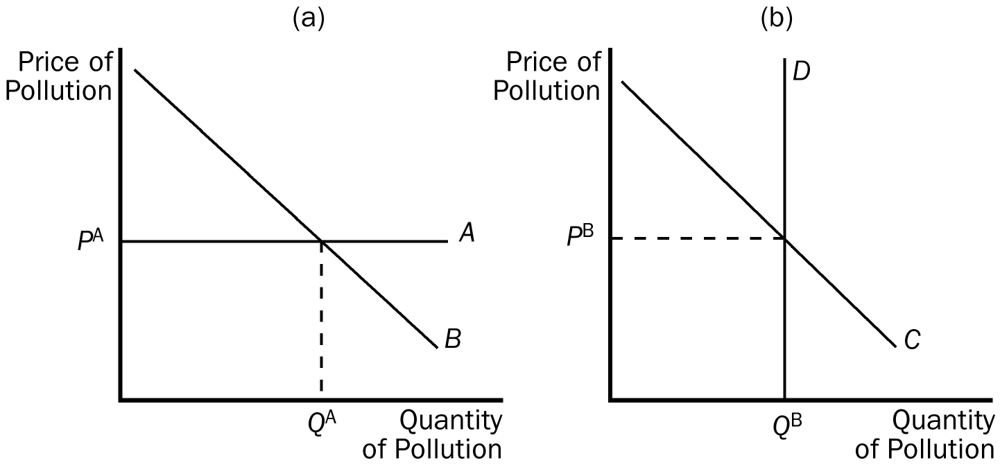 (a)
Price of
Pollution
P^A
A
B
Q^A
Quantity
of Pollution
(b)
Price of
Pollution
D
P^B
C
Q^B
Quantity
of Pollution